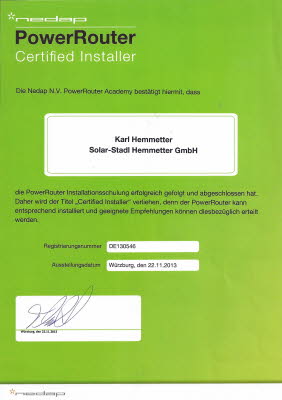 nedap
PowerRouter
Certified Installer
Die Nedap N.V. PowerRouter Academy bestätigt hiermit, dass
Karl Hemmetter
Solar-Stadl Hemmetter GmbH
die PowerRouter Installationsschulung erfolgreich gefolgt und abgeschlossen hat.
Daher wird der Titel „Certified Installer" verliehen, denn der PowerRouter kann
entsprechend installiert und geeignete Empfehlungen können diesbezüglich erteilt
werden.
Registrierungsnummer DE130546
Ausstellungsdatum Würzburg, den 22.11.2013
Würzburg, den 22.11.2013
nedap